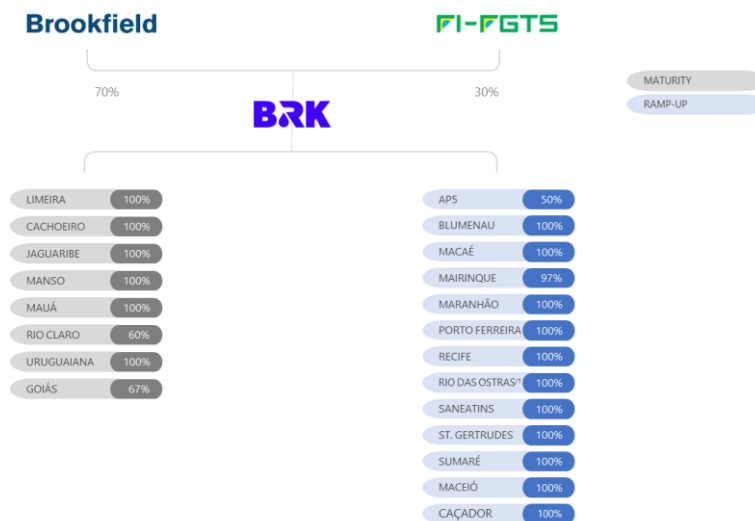 Brookfield
FI-FGTS
70%
30%
BRK
MATURITY
RAMP-UP
LIMEIRA 100%
CACHOEIRO 100%
JAGUARIBE 100%
MANSO 100%
MAUÁ 100%
RIO CLARO 60%
URUGUAIANA 100%
GOIÁS 67%
AP5 50%
BLUMENAU 100%
MACAÉ 100%
MAIRINQUE 97%
MARANHÃO 100%
PORTO FERREIRA 100%
RECIFE 100%
RIO DAS OSTRAS 100%
SANEATINS 100%
ST. GERTRUDES 100%
SUMARÉ 100%
MACEIÓ 100%
CAÇADOR 100%